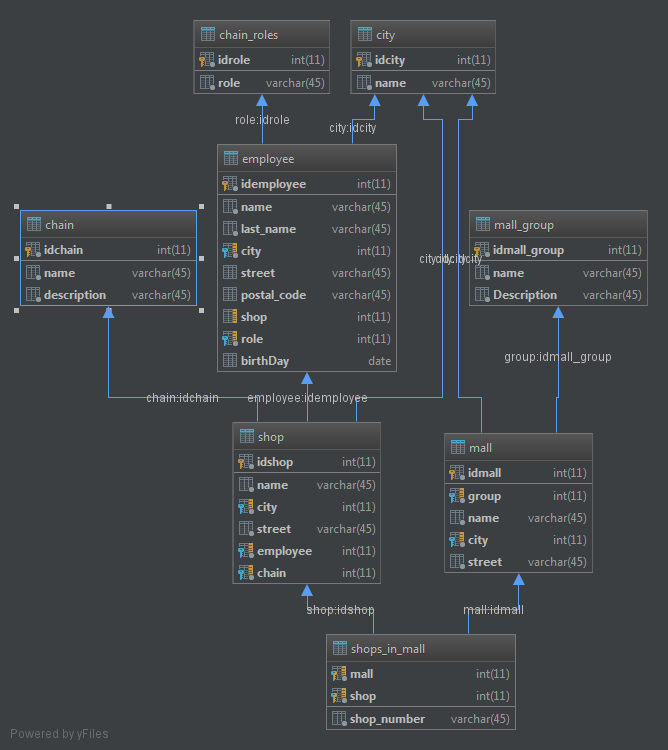 chain_roles
idrole int(11)
role varchar(45)
city
idcity int(11)
name varchar(45)
role:idrole
city:idcity
employee
idemployee int(11)
name varchar(45)
last_name varchar(45)
city int(11)
street varchar(45)
postal_code varchar(45)
shop int(11)
role int(11)
birthDay date
chain
idchain int(11)
name varchar(45)
description varchar(45)
mall_group
idmall_group int(11)
name varchar(45)
Description varchar(45)
group:idmall_group
chain:idchain
employee:idemployee
shop
idshop int(11)
name varchar(45)
city int(11)
street varchar(45)
employee int(11)
chain int(11)
mall
idmall int(11)
group int(11)
name varchar(45)
city int(11)
street varchar(45)
shop:idshop
mall:idmall
shops_in_mall
mall int(11)
shop int(11)
shop_number varchar(45)
Powered by yFiles